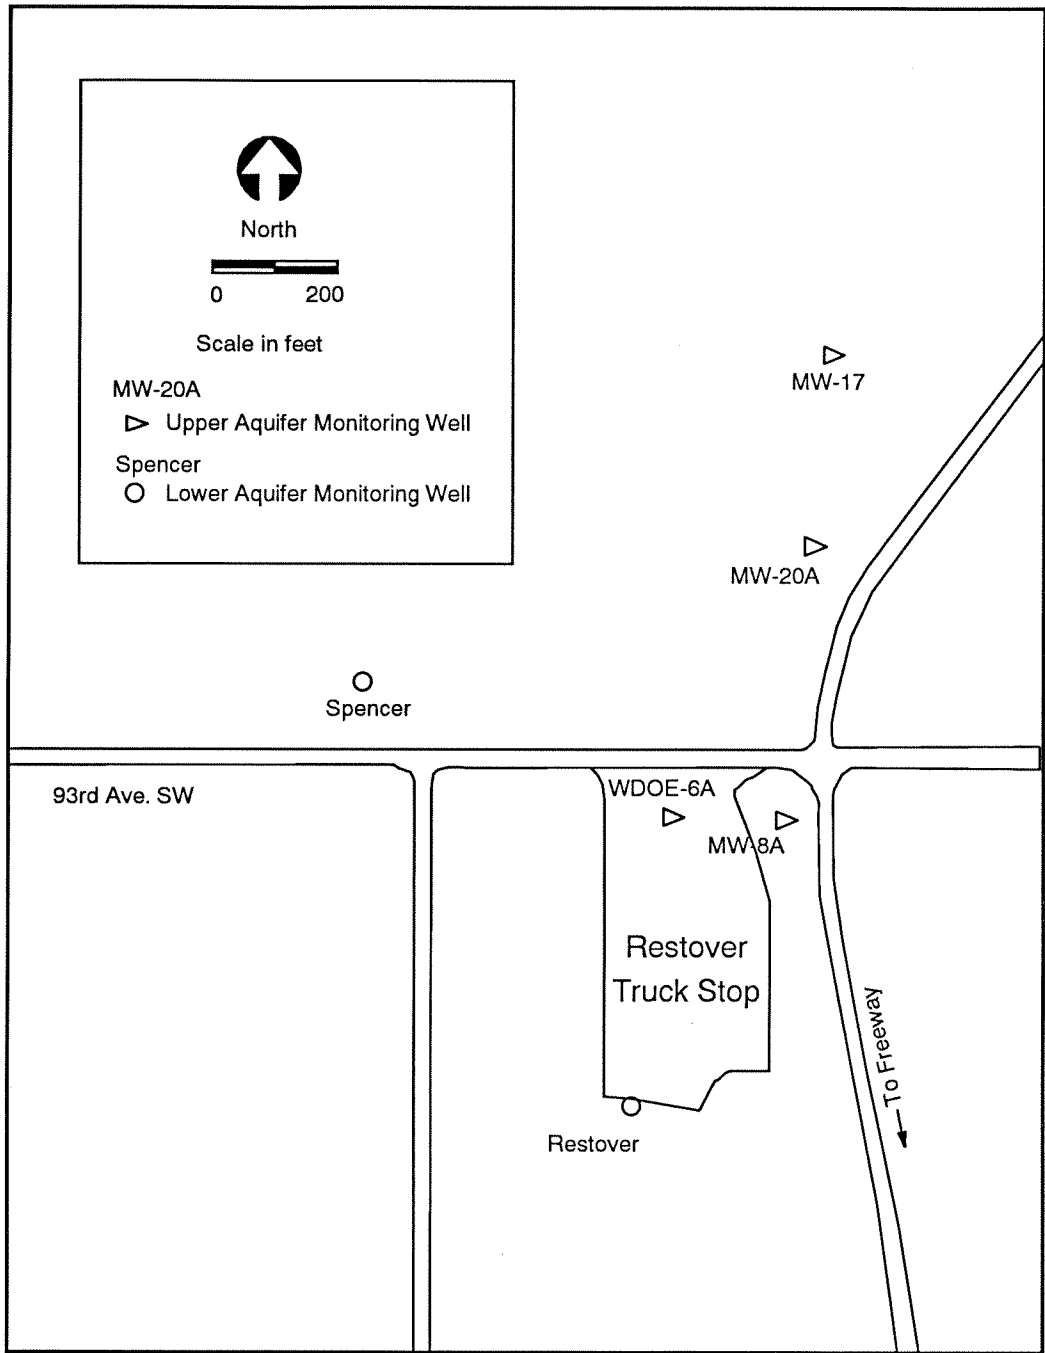 North
0 200
Scale in feet
MW-20A
Upper Aquifer Monitoring Well
Spencer
Lower Aquifer Monitoring Well
MW-17
MW-20A
Spencer
93rd Ave. SW
WDOE-6A
MW-8A
Restover
Truck Stop
To Freeway
Restover